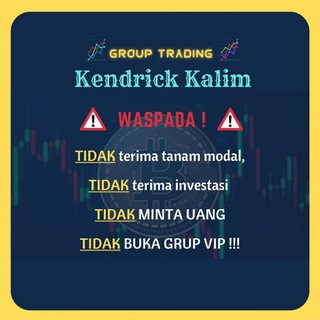 GROUP TRADING
Kendrick Kalim
WASPADA !
TIDAK terima tanam modal,
TIDAK terima investasi
TIDAK MINTA UANG
TIDAK BUKA GRUP VIP !!!